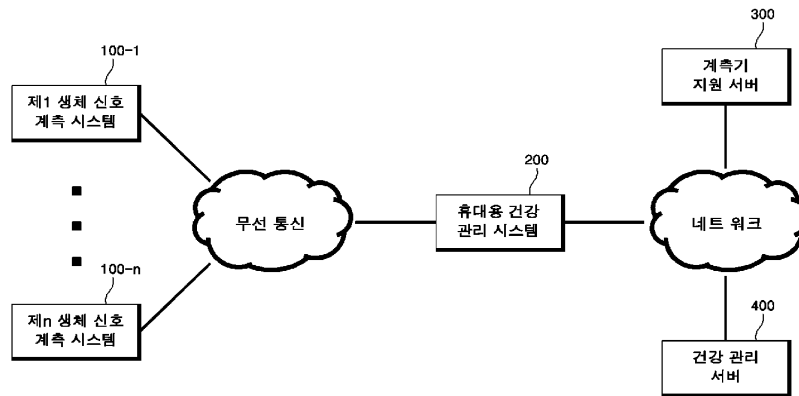 100-1
제1 생체 신호
계측 시스템
100-n
제n 생체 신호
계측 시스템
무선 통신
200
휴대용 건강
관리 시스템
300
계측기
지원 서버
네트 워크
400
건강 관리
서버